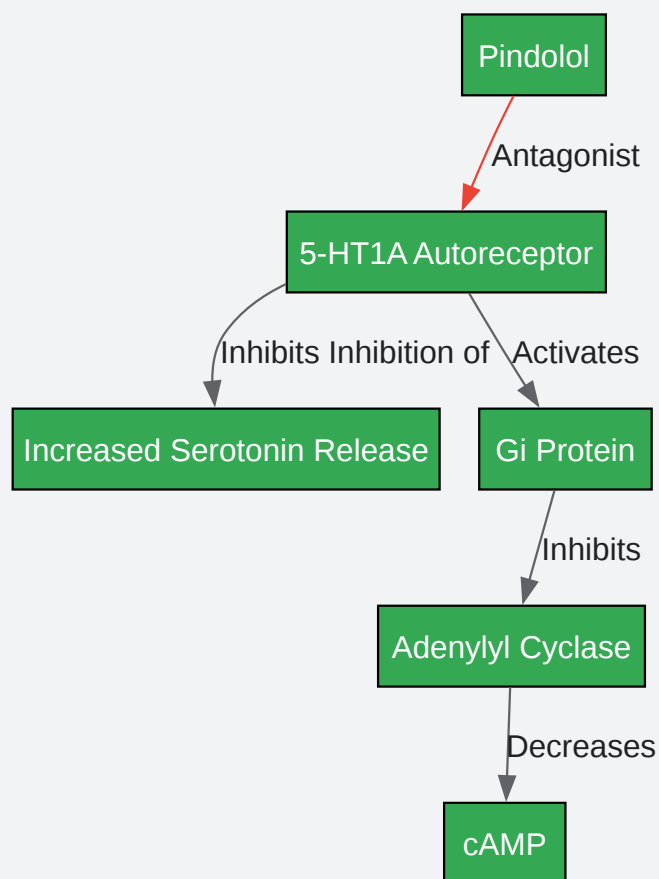 Pindolol
Antagonist
5-HT1A Autoreceptor
Inhibits Inhibition of
Activates
Increased Serotonin Release
Gi Protein
Inhibits
Adenylyl Cyclase
Decreases
cAMP